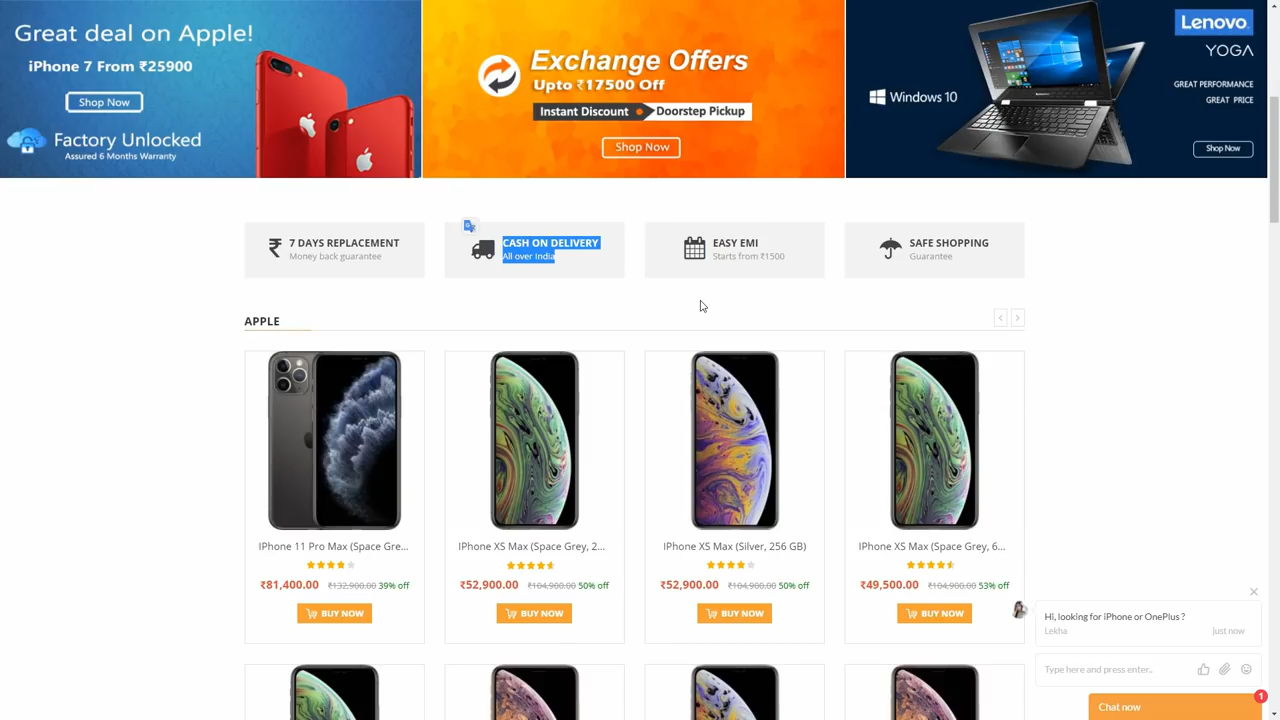 Great deal on Apple!
iPhone 7 From ₹25900
Shop Now
Factory Unlocked
Assured 6 Months Warranty
Exchange Offers
Upto ₹17500 Off
Instant Discount
Doorstep Pickup
Shop Now
Lenovo
YOGA
Windows 10
GREAT PERFORMANCE
GREAT PRICE
Shop Now
₹ 7 DAYS REPLACEMENT
Money back guarantee
CASH ON DELIVERY
All over India
EASY EMI
Starts from ₹1500
SAFE SHOPPING
Guarantee
APPLE
IPhone 11 Pro Max (Space Gre...
₹81,400.00 ₹132,900.00 39% off
BUY NOW
IPhone XS Max (Space Grey, 2...
₹52,900.00 ₹104,900.00 50% off
BUY NOW
IPhone XS Max (Silver, 256 GB)
₹52,900.00 ₹104,900.00 50% off
BUY NOW
IPhone XS Max (Space Grey, 6...
₹49,500.00 ₹104,900.00 53% off
BUY NOW
Hi, looking for iPhone or OnePlus ?
Lekha just now
Type here and press enter..
Chat now
1